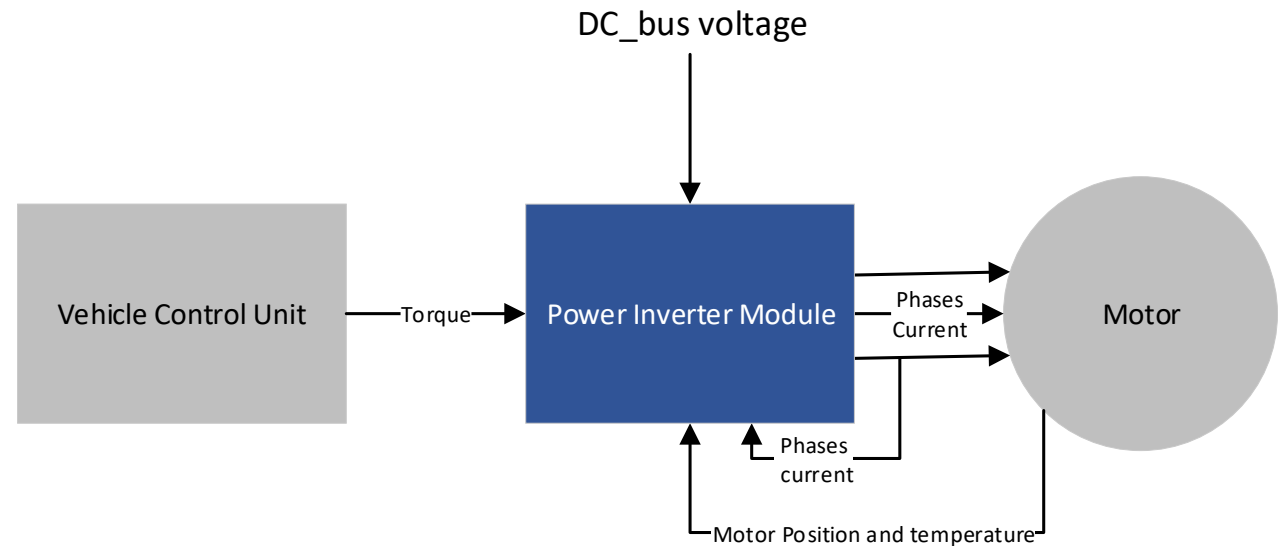 DC_bus voltage
Vehicle Control Unit
Torque
Power Inverter Module
Phases
Current
Motor
Phases
current
Motor Position and temperature